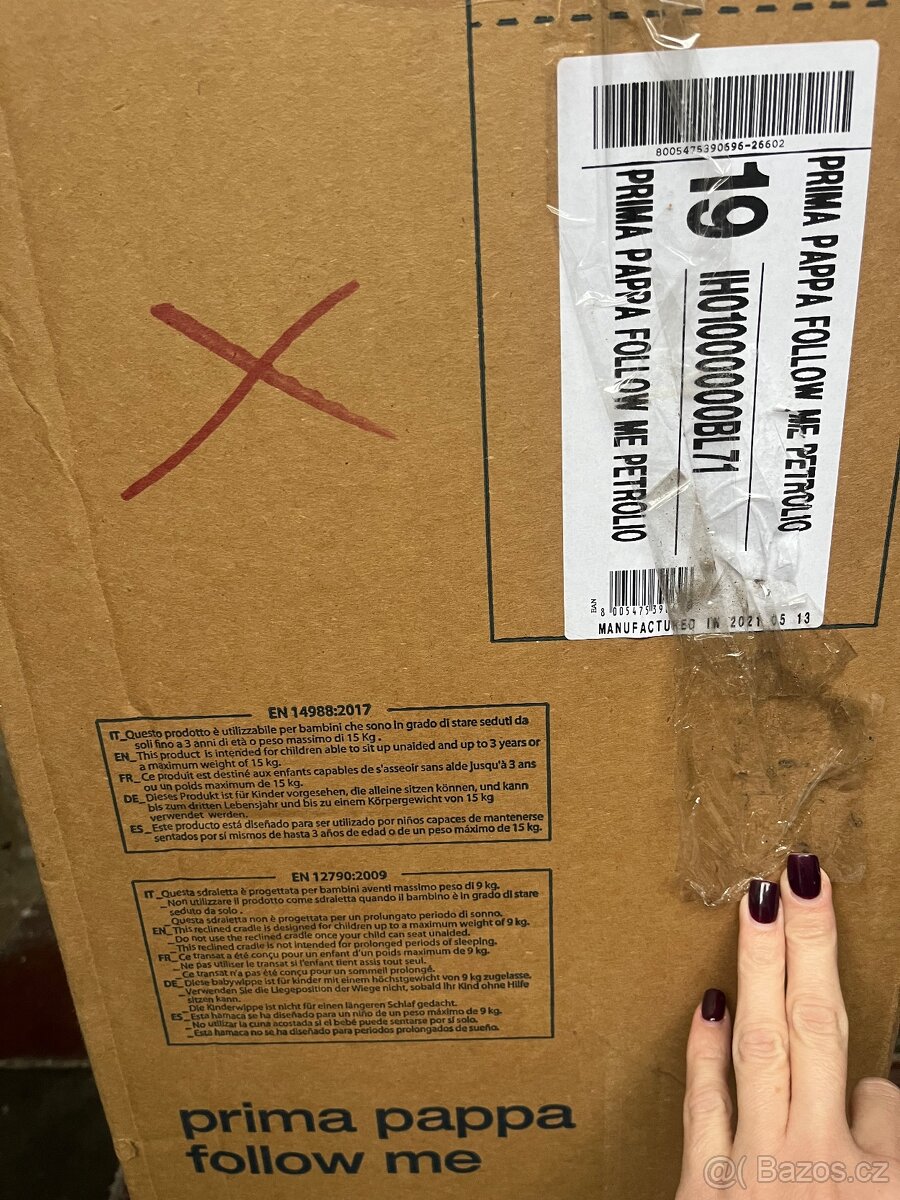 8005475390696-26602
PRIMA PAPPA FOLLOW ME PETROLIO
19
IH01000000BL71
PRIMA PAPPA FOLLOW ME PETROLIO
BAN
8 005475 39
MANUFACTURED IN 2021 05 13
EN 14988:2017
IT_Questo prodotto è utilizzabile per bambini che sono in grado di stare seduti da
soli fino a 3 anni di età o peso massimo di 15 Kg.
EN_This product is intended for children able to sit up unaided and up to 3 years or
a maximum weight of 15 kg.
FR_Ce produit est destiné aux enfants capables de s'asseoir sans aide jusqu'à 3 ans
ou un poids maximum de 15 kg.
DE_Dieses Produkt ist für Kinder vorgesehen, die alleine sitzen können, und kann
bis zum dritten Lebensjahr und bis zu einem Körpergewicht von 15 kg
verwendet werden.
ES_Este producto está diseñado para ser utilizado por niños capaces de mantenerse
sentados por sí mismos de hasta 3 años de edad o de un peso máximo de 15 kg.
EN 12790:2009
IT_Questa sdraietta è progettata per bambini aventi massimo peso di 9 kg.
_Non utilizzare il prodotto come sdraietta quando il bambino è in grado di stare
seduto da solo.
_Questa sdraietta non è progettata per un prolungato periodo di sonno.
EN_This reclined cradle is designed for children up to a maximum weight of 9 kg.
_Do not use the reclined cradle once your child can seat unaided.
_This reclined cradle is not intended for prolonged periods of sleeping.
FR_Ce transat a été conçu pour un enfant d'un poids maximum de 9 kg.
_Ne pas utiliser le transat si l'enfant tient assis tout seul.
_Ce transat n'a pas été conçu pour un sommeil prolongé.
DE_Diese babywippe ist für kinder mit einem höchstgewicht von 9 kg zugelasse.
_Verwenden Sie die Liegeposition der Wiege nicht, sobald Ihr Kind ohne Hilfe
sitzen kann.
_Die Kinderwippe ist nicht für einen längeren Schlaf gedacht.
ES_Esta hamaca se ha diseñado para un niño de un peso máximo de 9 kg.
_No utilizar la cuna acostada si el bebé puede sentarse por sí solo.
_Esta hamaca no se ha diseñado para periodos prolongados de sueño.
prima pappa
follow me
@( Bazos.cz